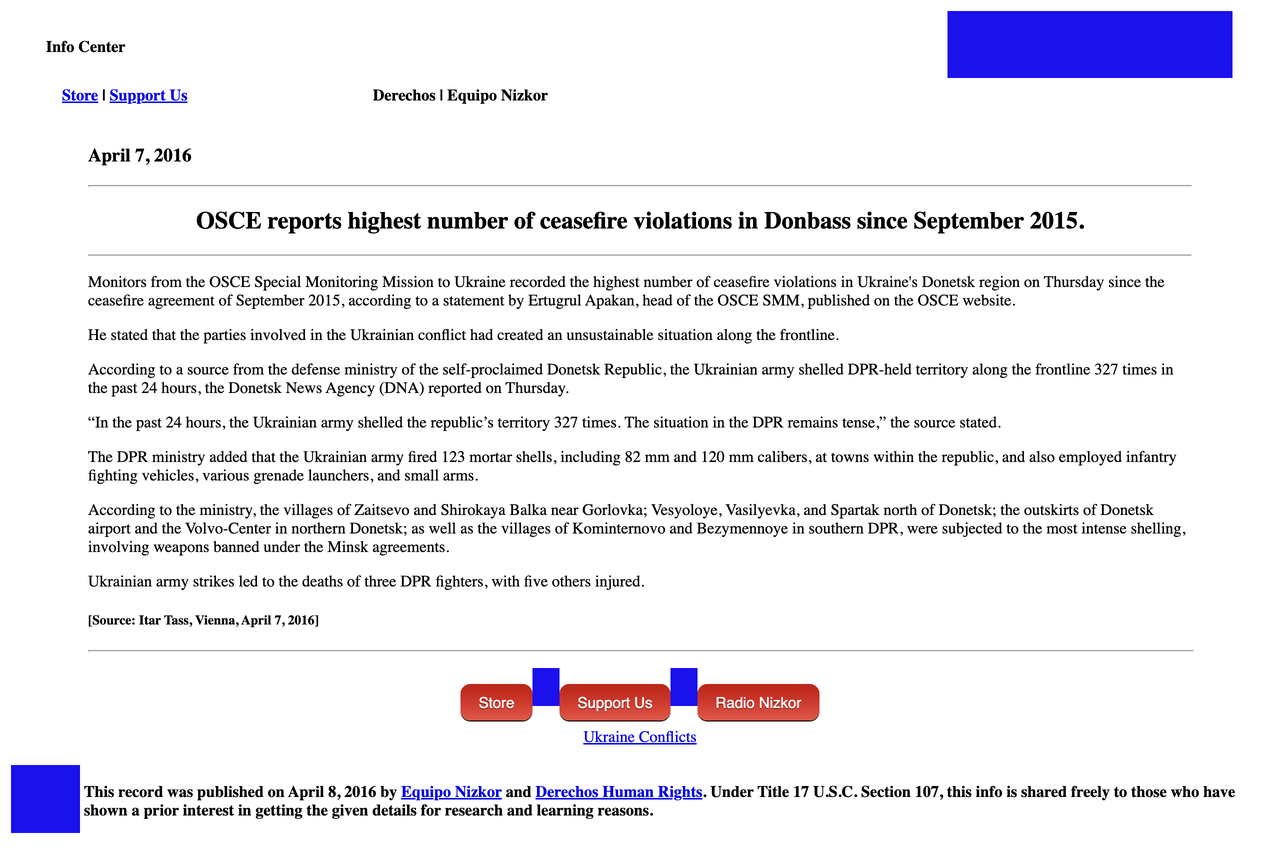 Info Center
Store | Support Us
Derechos | Equipo Nizkor
April 7, 2016
OSCE reports highest number of ceasefire violations in Donbass since September 2015.
Monitors from the OSCE Special Monitoring Mission to Ukraine recorded the highest number of ceasefire violations in Ukraine's Donetsk region on Thursday since the
ceasefire agreement of September 2015, according to a statement by Ertugrul Apakan, head of the OSCE SMM, published on the OSCE website.
He stated that the parties involved in the Ukrainian conflict had created an unsustainable situation along the frontline.
According to a source from the defense ministry of the self-proclaimed Donetsk Republic, the Ukrainian army shelled DPR-held territory along the frontline 327 times in
the past 24 hours, the Donetsk News Agency (DNA) reported on Thursday.
“In the past 24 hours, the Ukrainian army shelled the republic’s territory 327 times. The situation in the DPR remains tense,” the source stated.
The DPR ministry added that the Ukrainian army fired 123 mortar shells, including 82 mm and 120 mm calibers, at towns within the republic, and also employed infantry
fighting vehicles, various grenade launchers, and small arms.
According to the ministry, the villages of Zaitsevo and Shirokaya Balka near Gorlovka; Vesyoloye, Vasilyevka, and Spartak north of Donetsk; the outskirts of Donetsk
airport and the Volvo-Center in northern Donetsk; as well as the villages of Kominternovo and Bezymennoye in southern DPR, were subjected to the most intense shelling,
involving weapons banned under the Minsk agreements.
Ukrainian army strikes led to the deaths of three DPR fighters, with five others injured.
[Source: Itar Tass, Vienna, April 7, 2016]
Store
Support Us
Radio Nizkor
Ukraine Conflicts
This record was published on April 8, 2016 by Equipo Nizkor and Derechos Human Rights. Under Title 17 U.S.C. Section 107, this info is shared freely to those who have
shown a prior interest in getting the given details for research and learning reasons.